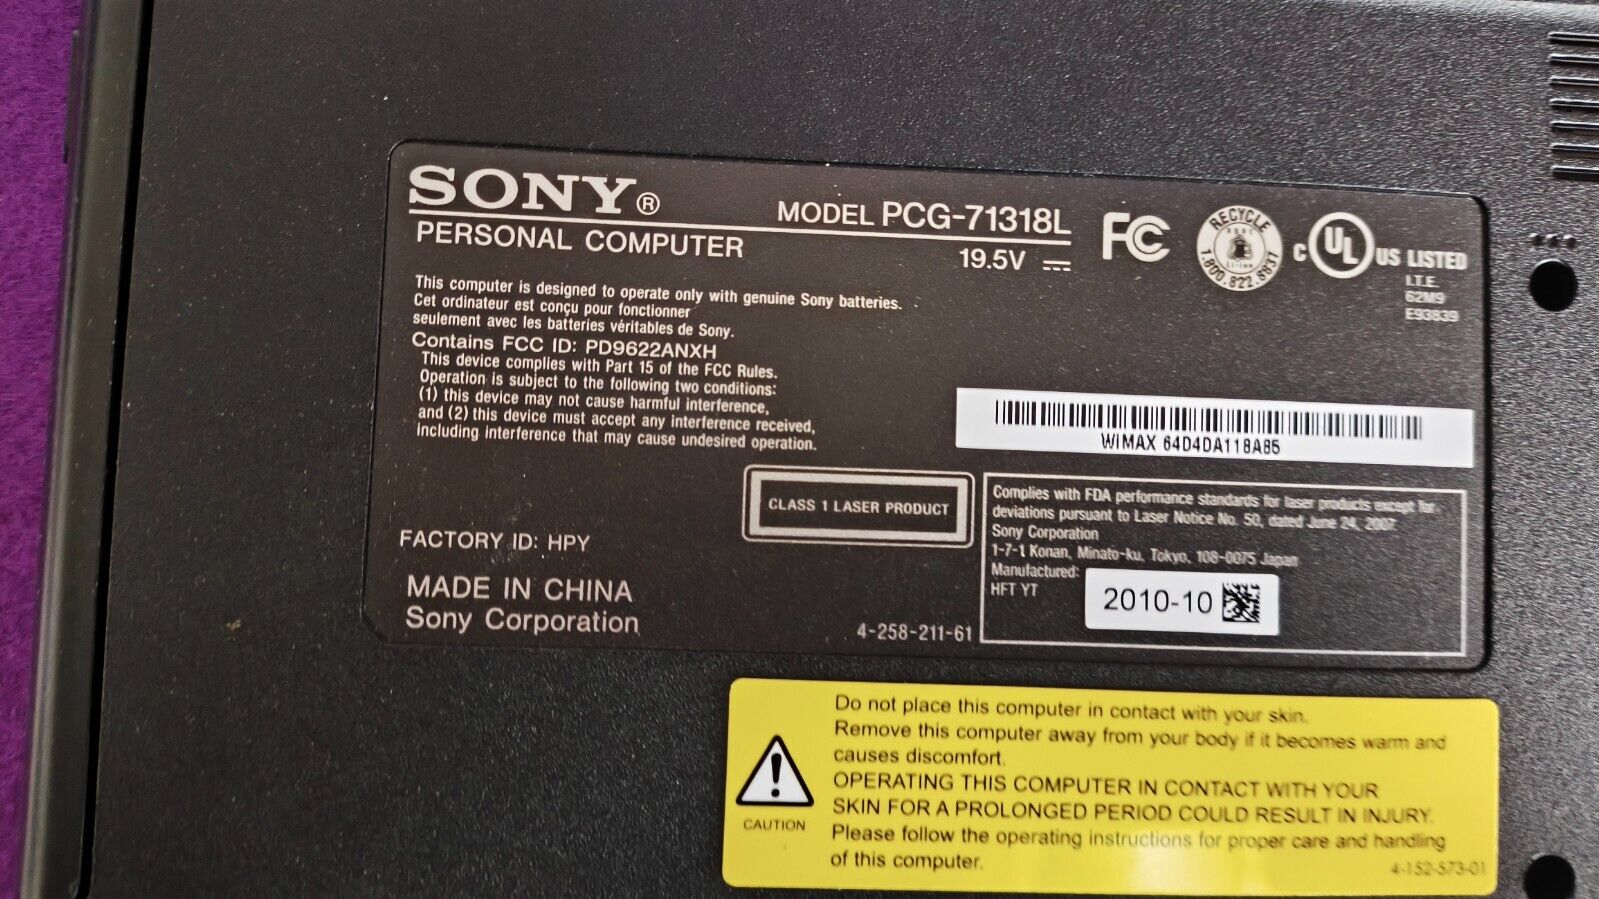 SONY®
PERSONAL COMPUTER
MODEL PCG-71318L
19.5V
FC
RECYCLE
1.800.822.8837
C UL US LISTED
I.T.E.
62M9
E93839
This computer is designed to operate only with genuine Sony batteries.
Cet ordinateur est conçu pour fonctionner
seulement avec les batteries véritables de Sony.
Contains FCC ID: PD9622ANXH
This device complies with Part 15 of the FCC Rules.
Operation is subject to the following two conditions:
(1) this device may not cause harmful interference,
and (2) this device must accept any interference received,
including interference that may cause undesired operation.
WiMAX 64D4DA118A85
CLASS 1 LASER PRODUCT
Complies with FDA performance standards for laser products except for
deviations pursuant to Laser Notice No. 50, dated June 24, 2007
Sony Corporation
1-7-1 Konan, Minato-ku, Tokyo, 108-0075 Japan
Manufactured:
HFT YT
2010-10
FACTORY ID: HPY
MADE IN CHINA
Sony Corporation
4-258-211-61
Do not place this computer in contact with your skin.
Remove this computer away from your body if it becomes warm and
causes discomfort.
OPERATING THIS COMPUTER IN CONTACT WITH YOUR
SKIN FOR A PROLONGED PERIOD COULD RESULT IN INJURY.
Please follow the operating instructions for proper care and handling
of this computer.
CAUTION
4-152-573-01